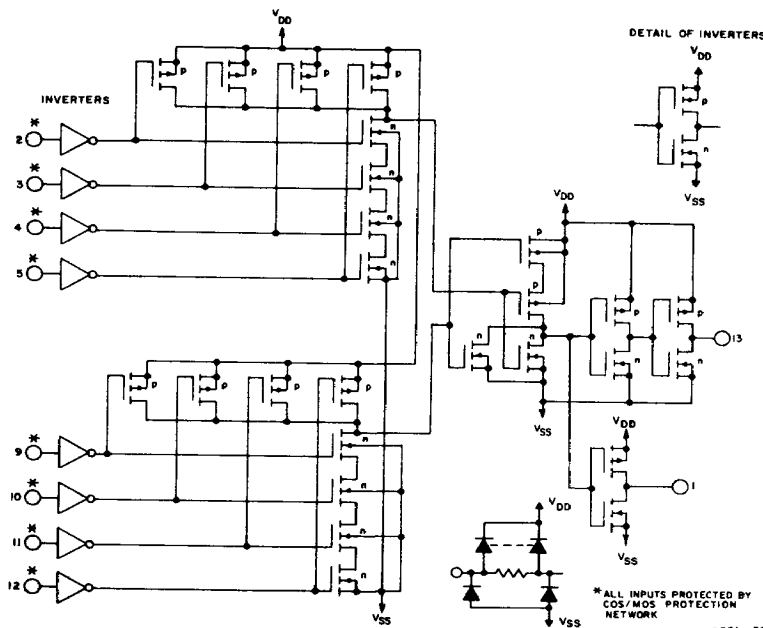 VDD
DETAIL OF INVERTERS
VDD
p
p
p
p
p
INVERTERS
n
VSS
*
2
n
*
3
n
*
4
n
*
5
n
VDD
p
p
p
p
n
n
13
n
n
VSS
p
p
p
p
*
9
n
*
10
n
*
11
n
*
12
n
VSS
VDD
1
VSS
VDD
VSS
* ALL INPUTS PROTECTED BY
COS/MOS PROTECTION
NETWORK